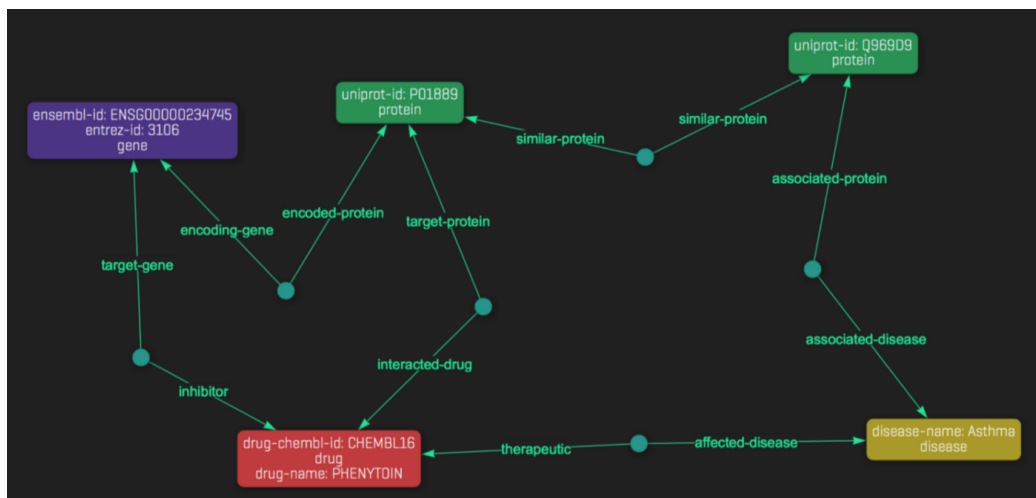 uniprot-id: Q969D9
protein
uniprot-id: P01889
protein
ensembl-id: ENSG00000234745
entrez-id: 3106
gene
similar-protein
similar-protein
associated-protein
encoded-protein
target-protein
encoding-gene
target-gene
associated-disease
interacted-drug
inhibitor
drug-chembl-id: CHEMBL16
drug
drug-name: PHENYTOIN
therapeutic
affected-disease
disease-name: Asthma
disease